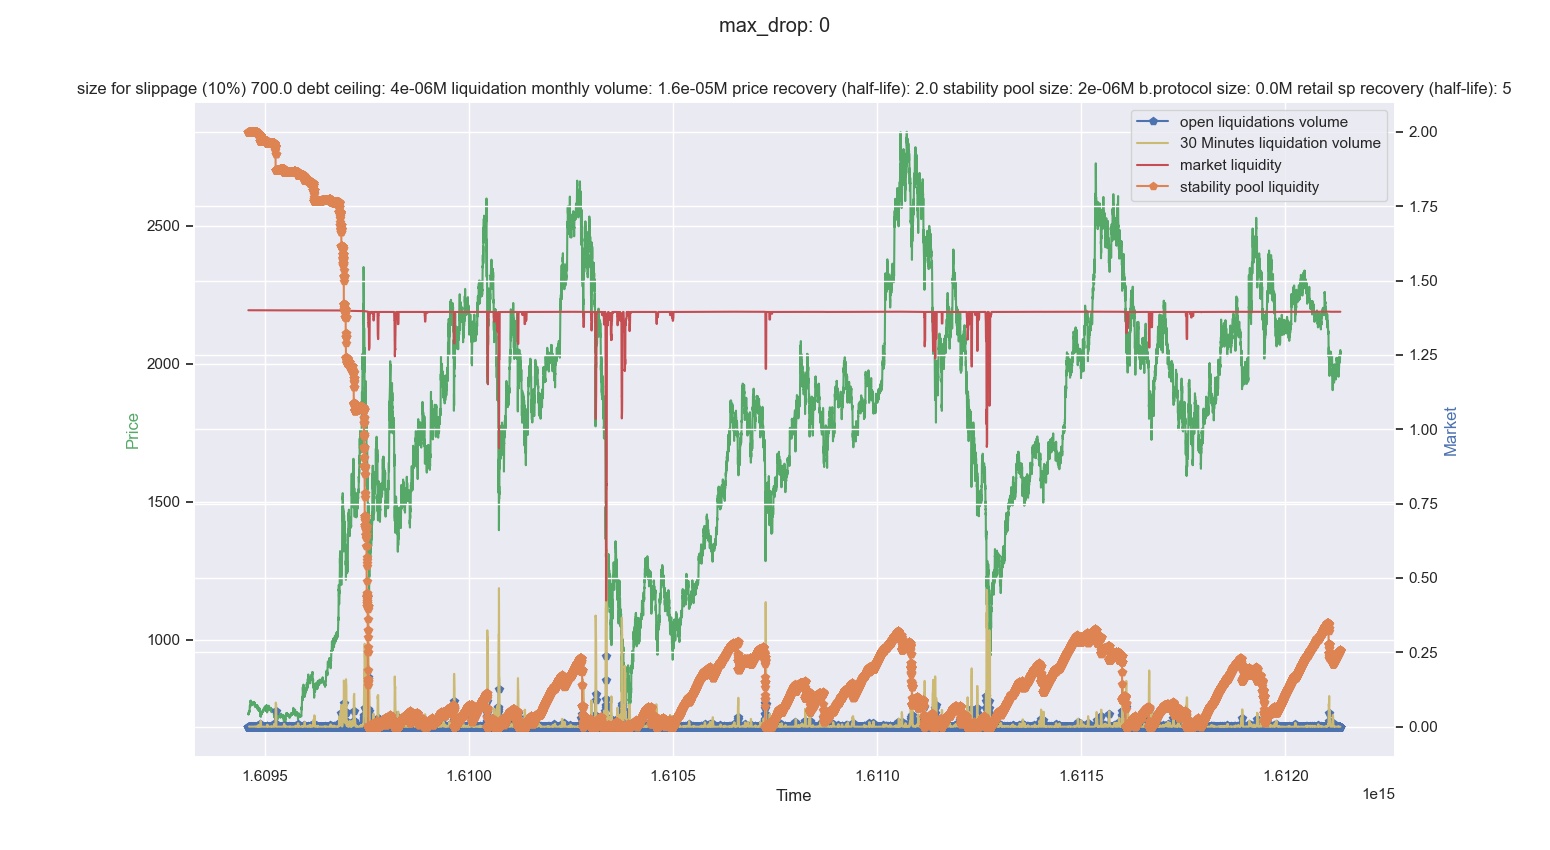 max_drop: 0
size for slippage (10%) 700.0 debt ceiling: 4e-06M liquidation monthly volume: 1.6e-05M price recovery (half-life): 2.0 stability pool size: 2e-06M b.protocol size: 0.0M retail sp recovery (half-life): 5
open liquidations volume
30 Minutes liquidation volume
market liquidity
stability pool liquidity
2500
2000
1500
1000
Price
2.00
1.75
1.50
1.25
1.00
0.75
0.50
0.25
0.00
Market
1.6095
1.6100
1.6105
1.6110
1.6115
1.6120
1e15
Time